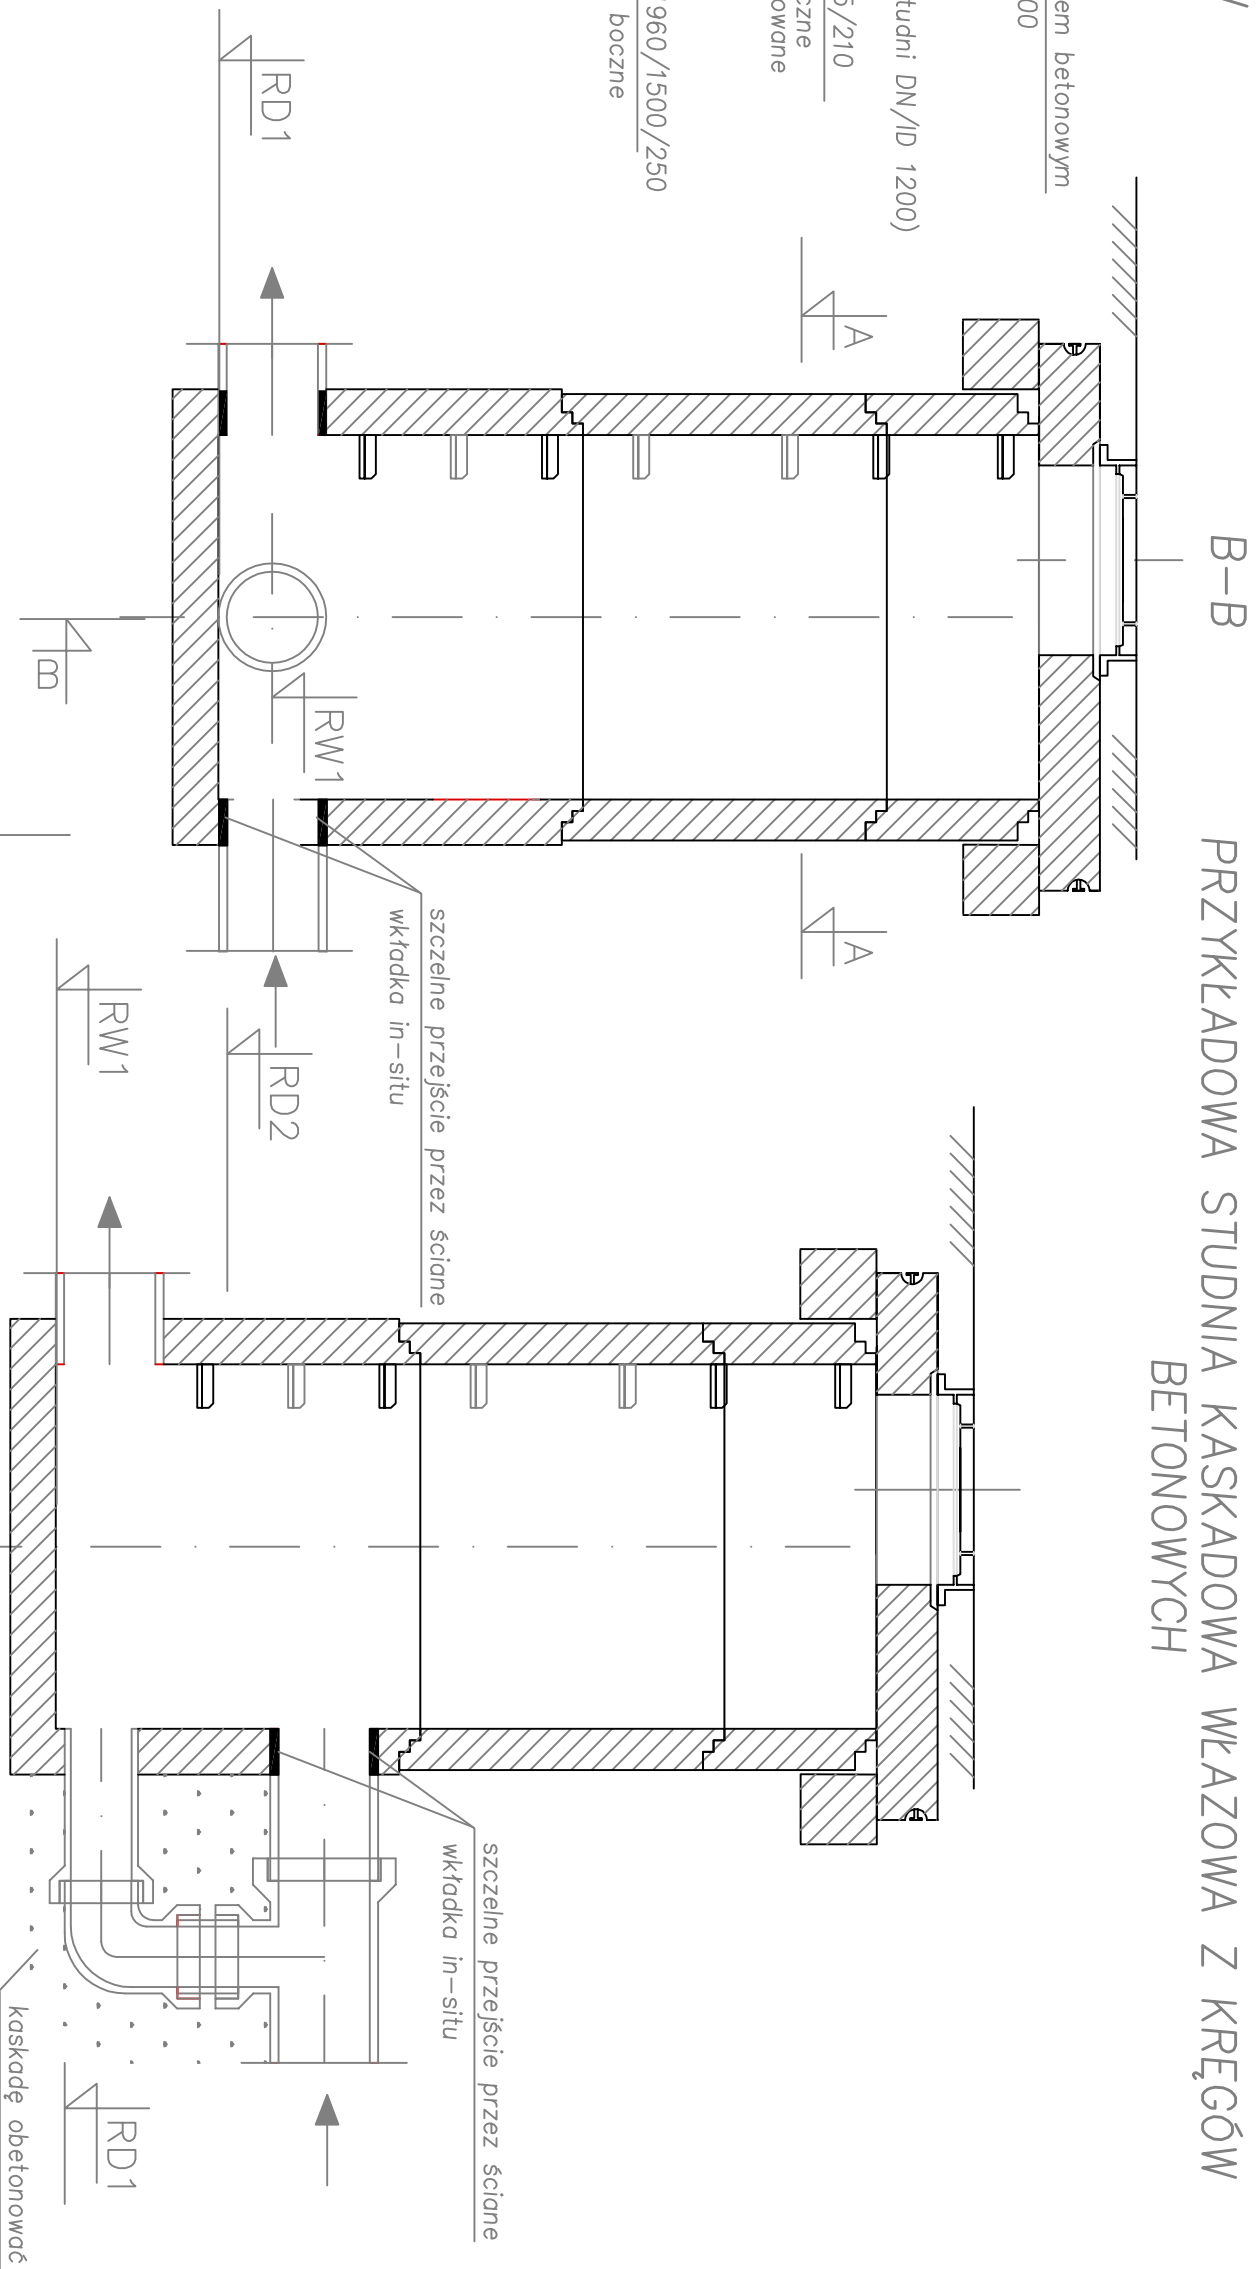 B-B
PRZYKŁADOWA STUDNIA KASKADOWA WŁAZOWA Z KRĘGÓW
BETONOWYCH
em betonowym
00
tudni DN/ID 1200)
5/210
czne
owane
960/1500/250
boczne
RD1
A
A
B
RW1
szczelne przejście przez ściane
wkładka in-situ
RD2
RW1
szczelne przejście przez ściane
wkładka in-situ
RD1
kaskadę obetonować